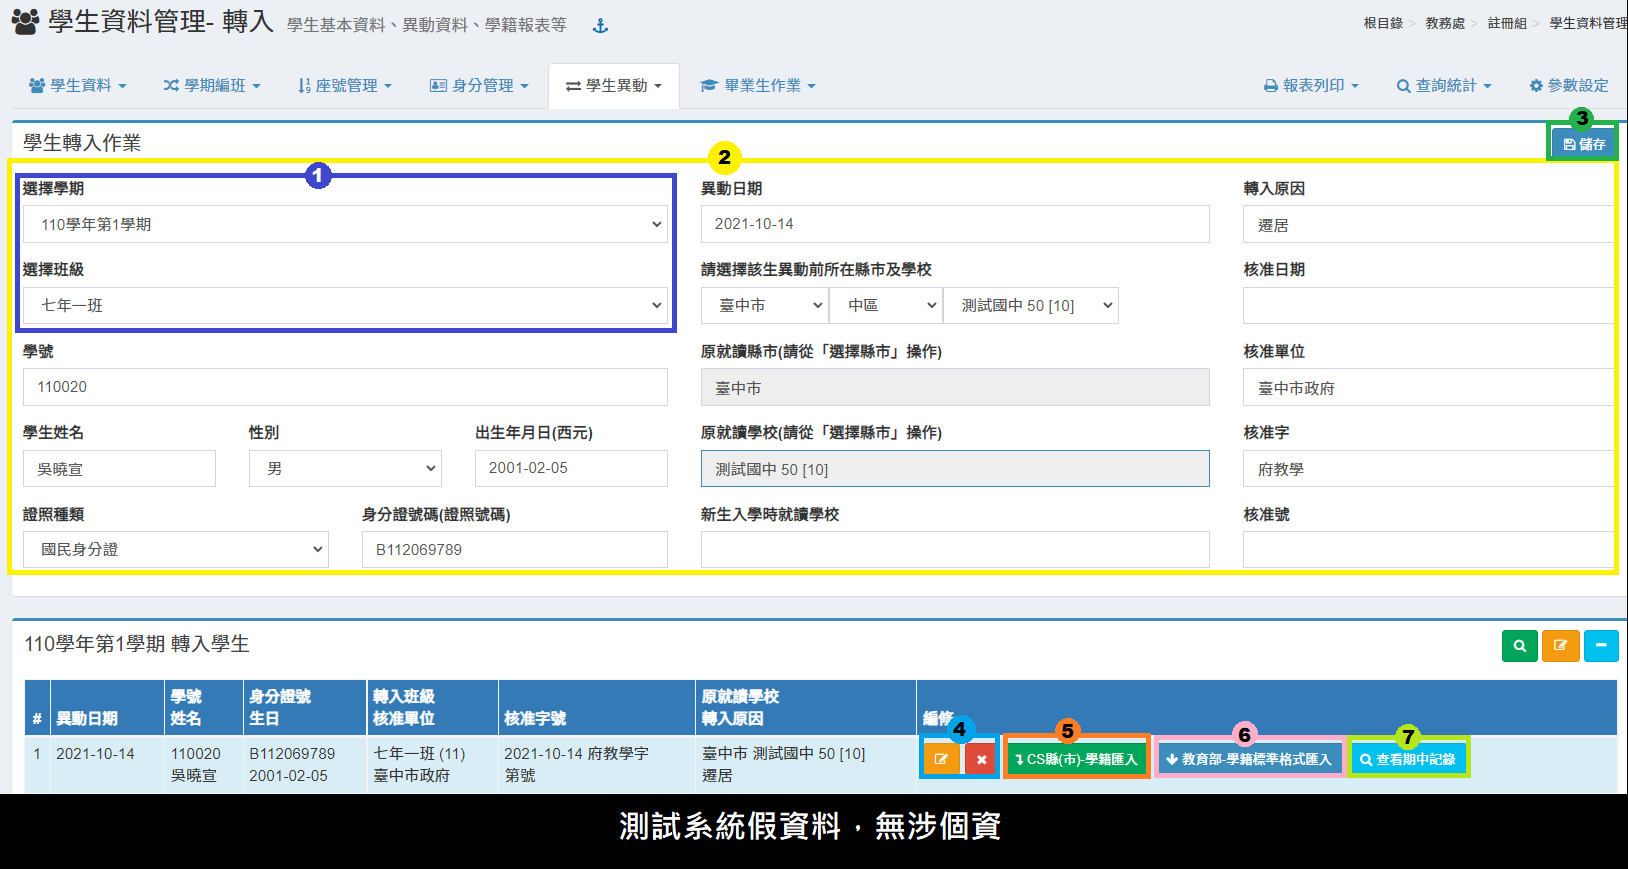 學生資料管理- 轉入 學生基本資料、異動資料、學籍報表等
根目錄 > 教務處 > 註冊組 > 學生資料管理
學生資料 學期編班 座號管理 身分管理 學生異動 畢業生作業 報表列印 查詢統計 參數設定
學生轉入作業
3
儲存
1
2
選擇學期 異動日期 轉入原因
110學年第1學期 2021-10-14 遷居
選擇班級 請選擇該生異動前所在縣市及學校 核准日期
七年一班 臺中市 中區 測試國中 50 [10]
學號 原就讀縣市(請從「選擇縣市」操作) 核准單位
110020 臺中市 臺中市政府
學生姓名 性別 出生年月日(西元) 原就讀學校(請從「選擇縣市」操作) 核准字
吳曉宣 男 2001-02-05 測試國中 50 [10] 府教學
證照種類 身分證號碼(證照號碼) 新生入學時就讀學校 核准號
國民身分證 B112069789
110學年第1學期 轉入學生
學號 身分證號 轉入班級 原就讀學校
# 異動日期 姓名 生日 核准單位 核准字號 轉入原因 編修
4 5 6 7
1 2021-10-14 110020 B112069789 七年一班 (11) 2021-10-14 府教學字 臺中市 測試國中 50 [10]
CS縣(市)-學籍匯入 教育部-學籍標準格式匯入 查看期中記錄
吳曉宣 2001-02-05 臺中市政府 第號 遷居
測試系統假資料，無涉個資